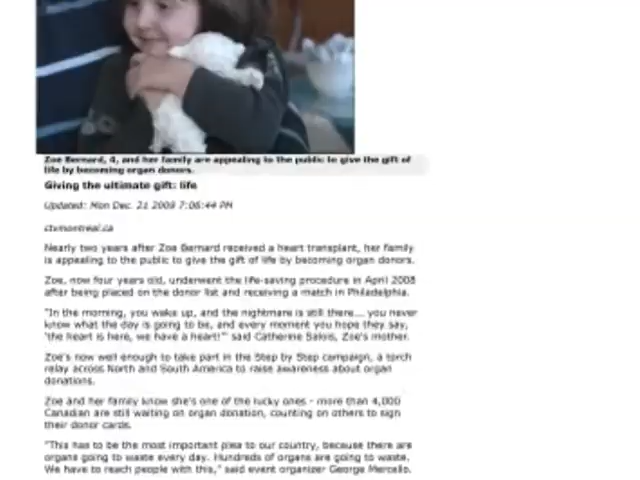 Zoe Bernard, 4, and her family are appealing to the public to give the gift of
life by becoming organ donors.
Giving the ultimate gift: life
Updated: Mon Dec. 21 2009 7:06:44 PM
ctvmontreal.ca
Nearly two years after Zoe Bernard received a heart transplant, her family
is appealing to the public to give the gift of life by becoming organ donors.
Zoe, now four years old, underwent the life-saving procedure in April 2008
after being placed on the donor list and receiving a match in Philadelphia.
"In the morning, you wake up, and the nightmare is still there... you never
know what the day is going to be, and every moment you hope they say,
'the heart is here, we have a heart!'" said Catherine Salois, Zoe's mother.
Zoe's now well enough to take part in the Step by Step campaign, a torch
relay across North and South America to raise awareness about organ
donations.
Zoe and her family know she's one of the lucky ones - more than 4,000
Canadian are still waiting on organ donation, counting on others to sign
their donor cards.
"This has to be the most important plea to our country, because there are
organs going to waste every day. Hundreds of organs are going to waste.
We have to reach people with this," said event organizer George Marcello.